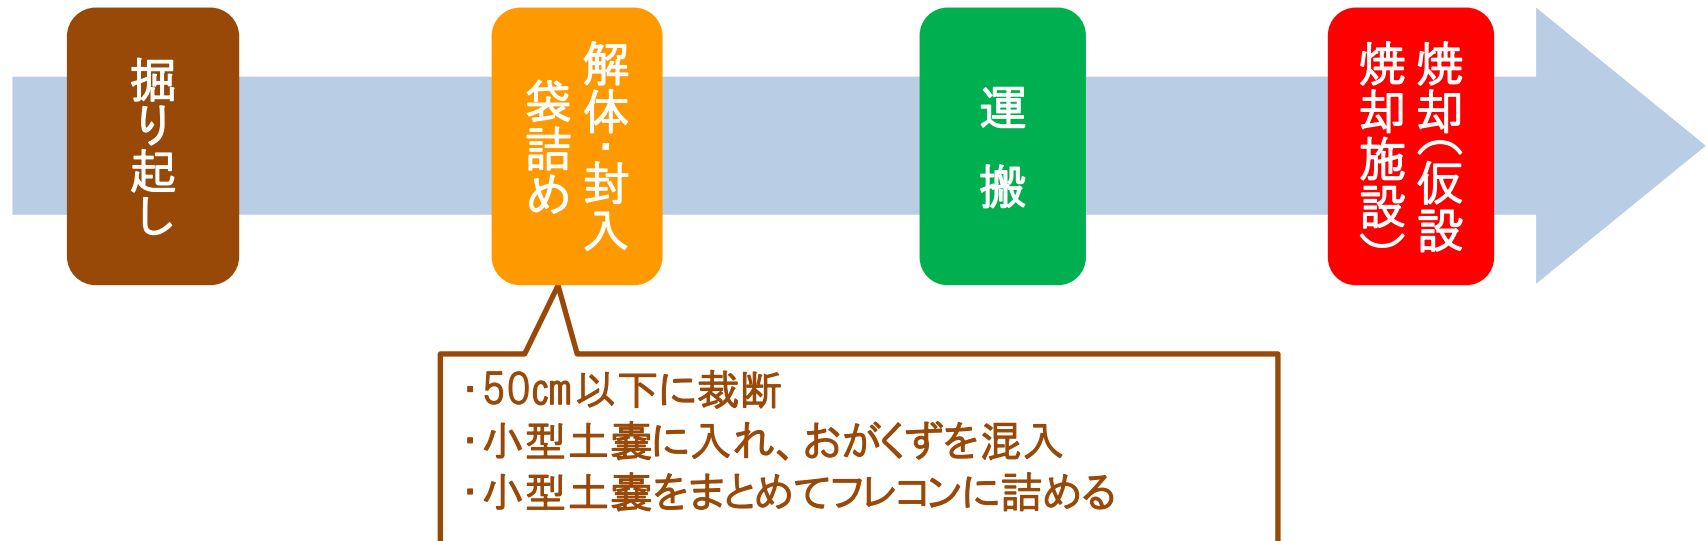 掘り起し
解体・封入
袋詰め
運搬
焼却(仮設
焼却施設)
・50㎝以下に裁断
・小型土嚢に入れ、おがくずを混入
・小型土嚢をまとめてフレコンに詰める